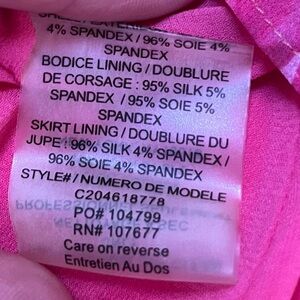 4% SPANDEX / 96% SOIE 4%
SPANDEX
BODICE LINING / DOUBLURE
DE CORSAGE : 95% SILK 5%
SPANDEX / 95% SOIE 5%
SPANDEX
SKIRT LINING / DOUBLURE DU
JUPE : 96% SILK 4% SPANDEX /
96% SOIE 4% SPANDEX
STYLE# / NUMERO DE MODELE
C204618778
PO# 104799
RN# 107677
Care on reverse
Entretien Au Dos